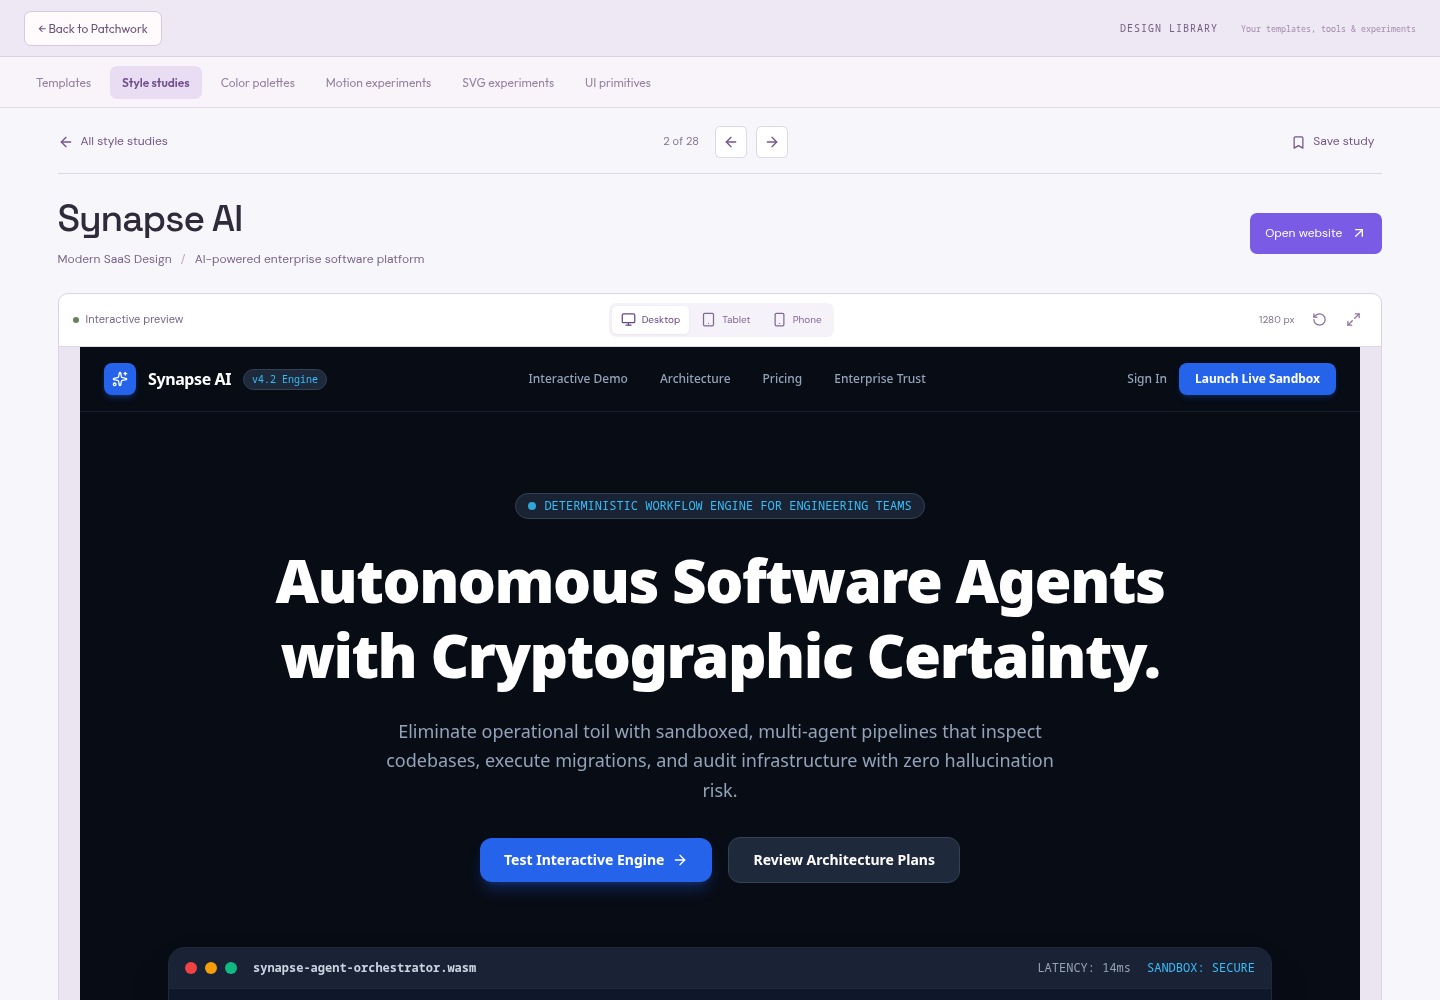 ← Back to Patchwork
DESIGN LIBRARY
Your templates, tools & experiments
Templates
Style studies
Color palettes
Motion experiments
SVG experiments
UI primitives
All style studies
2 of 28
Save study
Synapse AI
Modern SaaS Design / AI-powered enterprise software platform
Open website
Interactive preview
Desktop
Tablet
Phone
1280 px
Synapse AI
v4.2 Engine
Interactive Demo
Architecture
Pricing
Enterprise Trust
Sign In
Launch Live Sandbox
DETERMINISTIC WORKFLOW ENGINE FOR ENGINEERING TEAMS
Autonomous Software Agents
with Cryptographic Certainty.
Eliminate operational toil with sandboxed, multi-agent pipelines that inspect
codebases, execute migrations, and audit infrastructure with zero hallucination
risk.
Test Interactive Engine
Review Architecture Plans
synapse-agent-orchestrator.wasm
LATENCY: 14ms
SANDBOX: SECURE